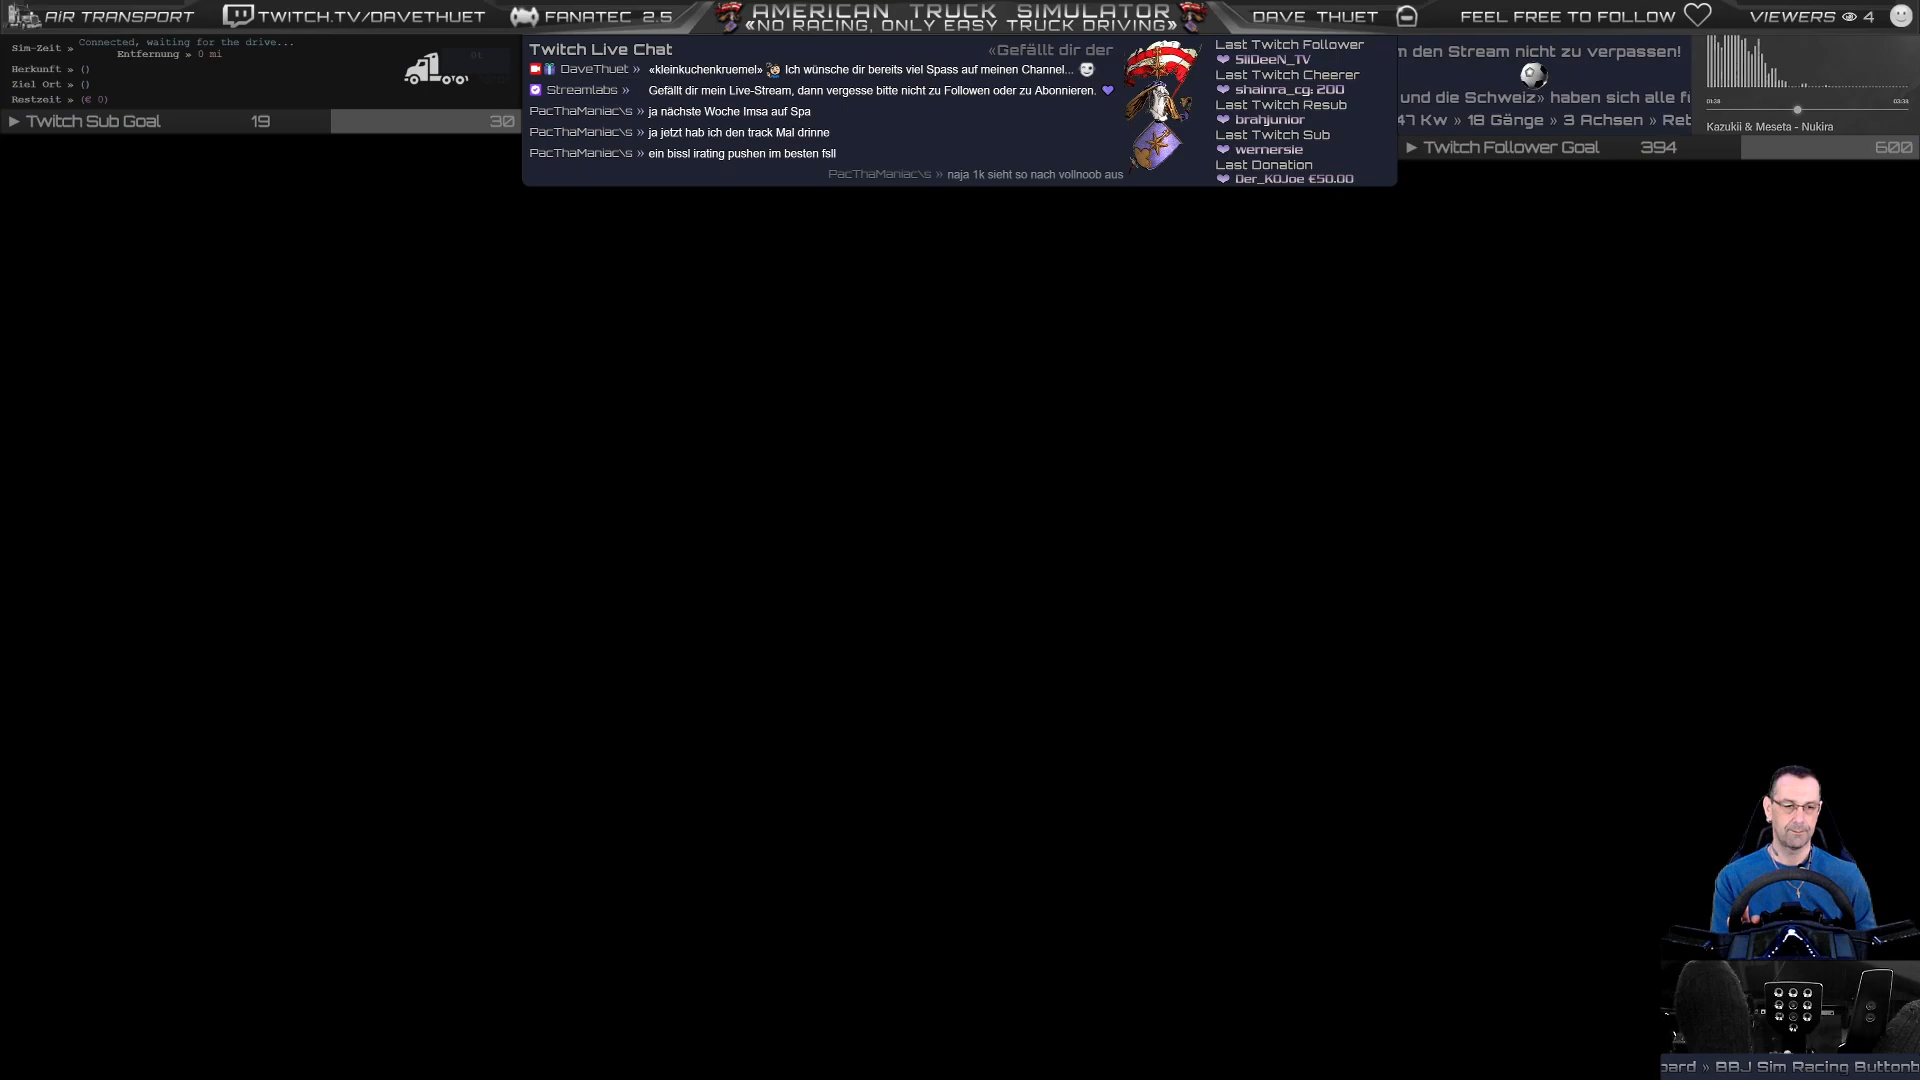 AiR TRANSPORT
TWITCH.TV/DAVETHUET
FANATEC 2.5
AMERICAN TRUCK SIMULATOR
«NO RACING, ONLY EASY TRUCK DRIVING»
DAVE THUET
FEEL FREE TO FOLLOW
VIEWERS 4
Sim-Zeit » Connected, waiting for the drive...
Entfernung » 0 mi
Herkunft » ()
Ziel Ort » ()
Restzeit » (€ 0)
0t
Twitch Sub Goal 19 30
Twitch Live Chat
«Gefällt dir der
DaveThuet » «kleinkuchenkruemel» Ich wünsche dir bereits viel Spass auf meinen Channel...
Streamlabs » Gefällt dir mein Live-Stream, dann vergesse bitte nicht zu Followen oder zu Abonnieren.
PacThaManiac\s » ja nächste Woche Imsa auf Spa
PacThaManiac\s » ja jetzt hab ich den track Mal drinne
PacThaManiac\s » ein bissl irating pushen im besten fsll
PacThaManiac\s » naja 1k sieht so nach vollnoob aus
Last Twitch Follower
SliDeeN_TV
Last Twitch Cheerer
shainra_cg: 200
Last Twitch Resub
brahjunior
Last Twitch Sub
wernersie
Last Donation
Der_K0Joe €50.00
m den Stream nicht zu verpassen!
und die Schweiz» haben sich alle fü
47 Kw » 18 Gänge » 3 Achsen » Ret
Twitch Follower Goal 394 600
01:38 03:38
Kazukii & Meseta - Nukira
oard » BBJ Sim Racing Buttonb